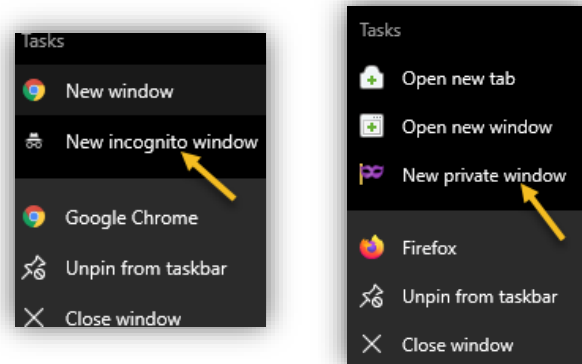 Tasks
New window
New incognito window
Google Chrome
Unpin from taskbar
Close window
Tasks
Open new tab
Open new window
New private window
Firefox
Unpin from taskbar
Close window